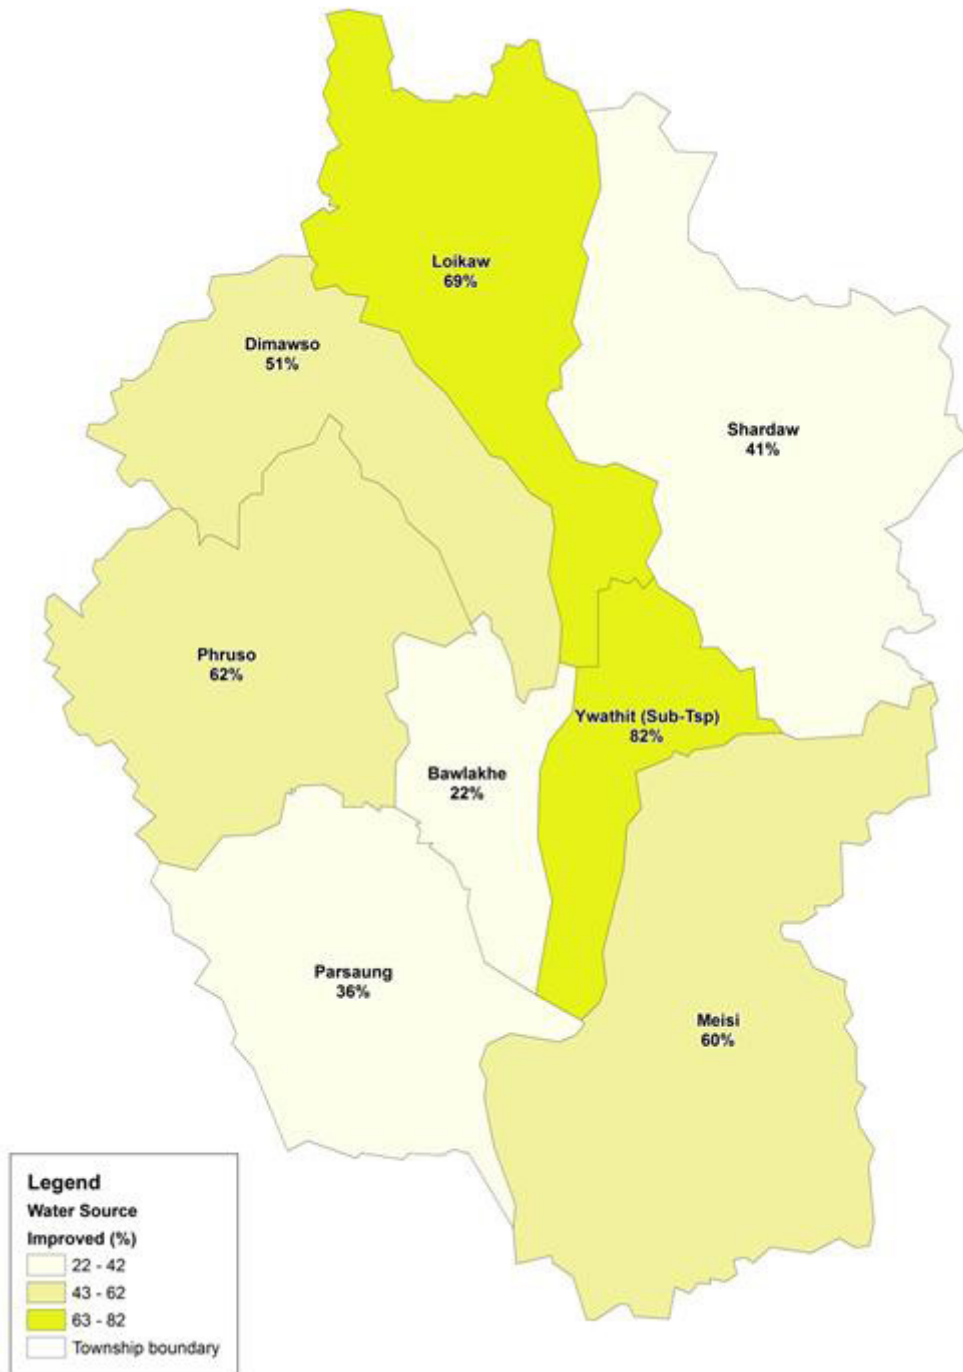 Loikaw
69%
Dimawso
51%
Shardaw
41%
Phruso
62%
Ywathit (Sub-Tsp)
82%
Bawlakhe
22%
Parsaung
36%
Meisi
60%
Legend
Water Source
Improved (%)
22 - 42
43 - 62
63 - 82
Township boundary